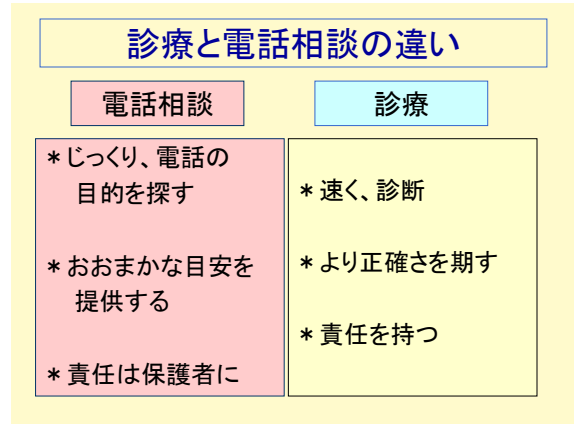 診療と電話相談の違い
電話相談
診療
＊じっくり、電話の
目的を探す
＊おおまかな目安を
提供する
＊責任は保護者に
＊速く、診断
＊より正確さを期す
＊責任を持つ